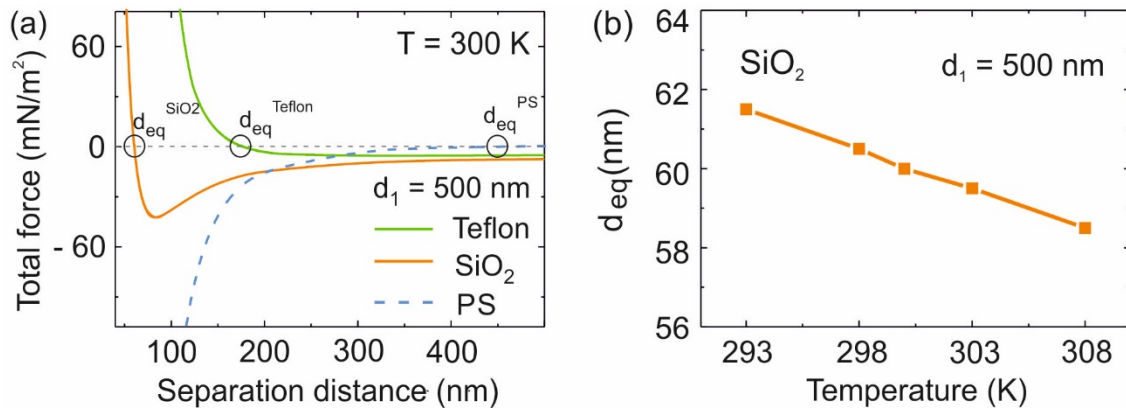 (a)
T = 300 K
Total force (mN/m²)
60
0
- 60
d_eq^SiO2
d_eq^Teflon
d_eq^PS
d₁ = 500 nm
Teflon
SiO₂
PS
100 200 300 400
Separation distance (nm)
(b)
SiO₂
d₁ = 500 nm
d_eq(nm)
64
62
60
58
56
293 298 303 308
Temperature (K)